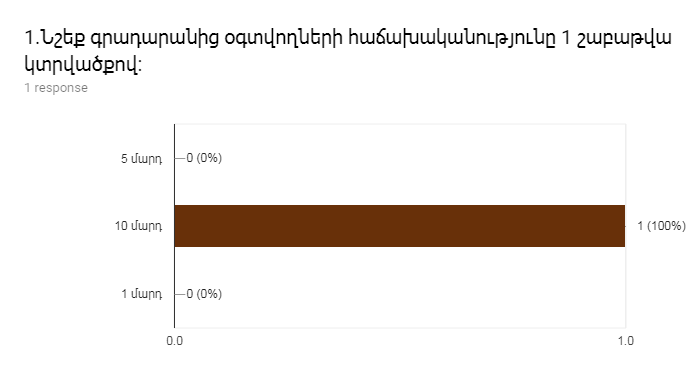 1.Նշեք գրադարանից օգտվողների հաճախականությունը 1 շաբաթվա
կտրվածքով:
1 response
5 մարդ
0 (0%)
10 մարդ
1 (100%)
1 մարդ
0 (0%)
0.0
1.0